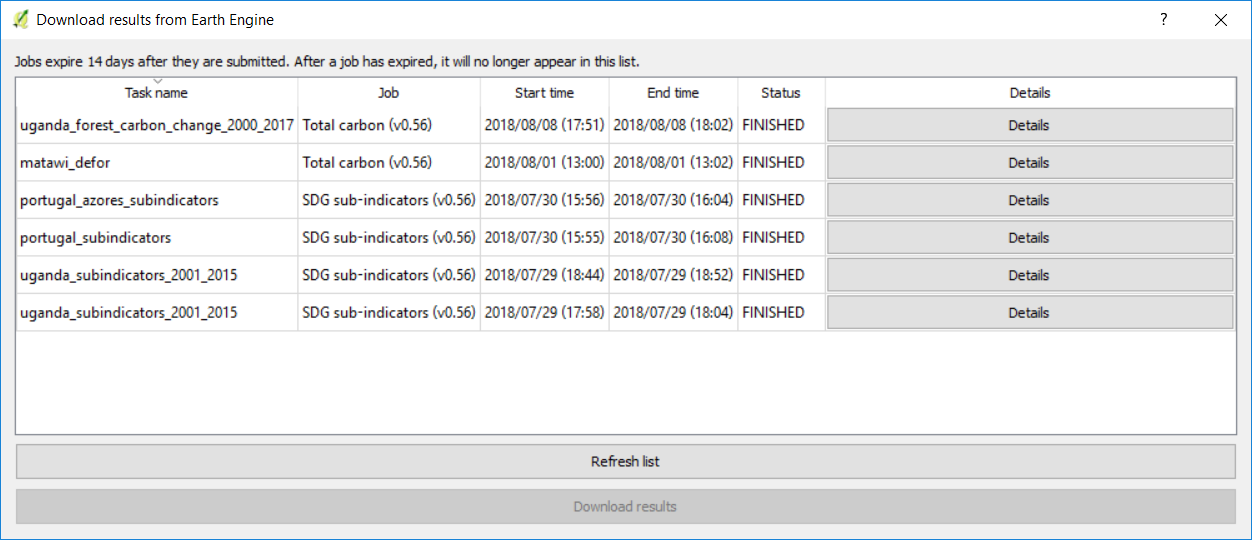 Download results from Earth Engine ?
Jobs expire 14 days after they are submitted. After a job has expired, it will no longer appear in this list.
Task name Job Start time End time Status Details
uganda_forest_carbon_change_2000_2017 Total carbon (v0.56) 2018/08/08 (17:51) 2018/08/08 (18:02) FINISHED Details
matawi_defor Total carbon (v0.56) 2018/08/01 (13:00) 2018/08/01 (13:02) FINISHED Details
portugal_azores_subindicators SDG sub-indicators (v0.56) 2018/07/30 (15:56) 2018/07/30 (16:04) FINISHED Details
portugal_subindicators SDG sub-indicators (v0.56) 2018/07/30 (15:55) 2018/07/30 (16:08) FINISHED Details
uganda_subindicators_2001_2015 SDG sub-indicators (v0.56) 2018/07/29 (18:44) 2018/07/29 (18:52) FINISHED Details
uganda_subindicators_2001_2015 SDG sub-indicators (v0.56) 2018/07/29 (17:58) 2018/07/29 (18:04) FINISHED Details
Refresh list
Download results